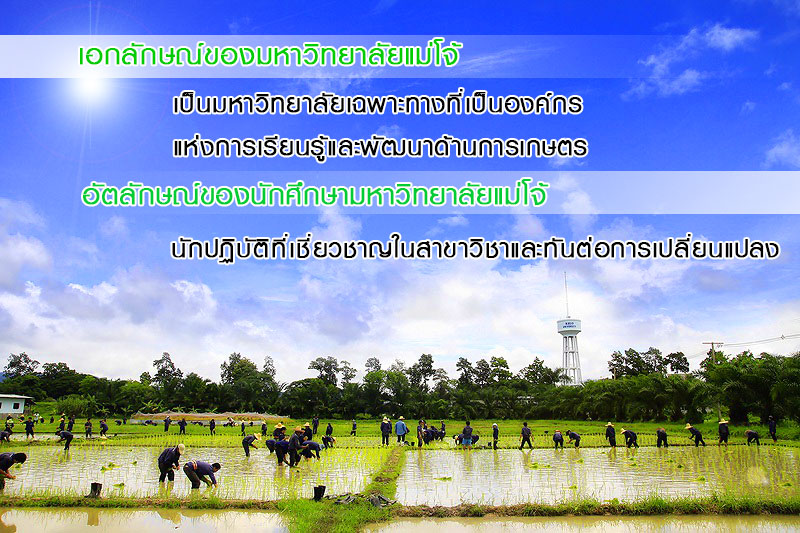 เอกลักษณ์ของมหาวิทยาลัยแม่โจ้
เป็นมหาวิทยาลัยเฉพาะทางที่เป็นองค์กร
แห่งการเรียนรู้และพัฒนาด้านการเกษตร
อัตลักษณ์ของนักศึกษามหาวิทยาลัยแม่โจ้
นักปฏิบัติที่เชี่ยวชาญในสาขาวิชาและทันต่อการเปลี่ยนแปลง